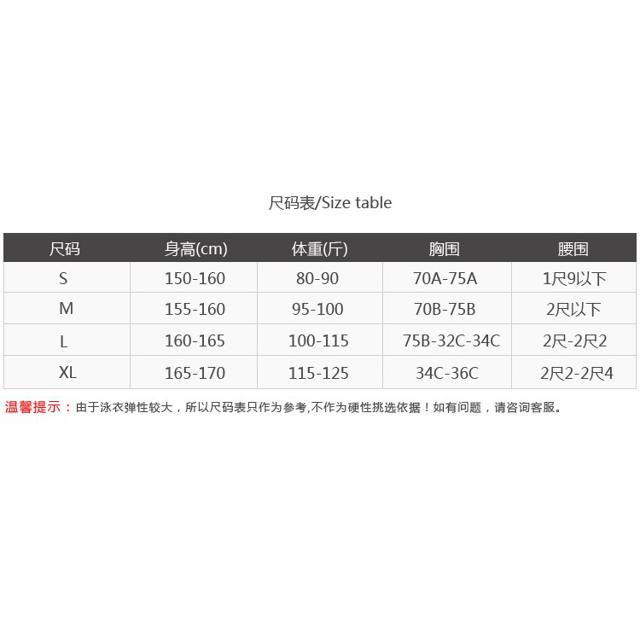 尺码表/Size table
尺码 身高(cm) 体重(斤) 胸围 腰围
S 150-160 80-90 70A-75A 1尺9以下
M 155-160 95-100 70B-75B 2尺以下
L 160-165 100-115 75B-32C-34C 2尺-2尺2
XL 165-170 115-125 34C-36C 2尺2-2尺4
温馨提示：由于泳衣弹性较大，所以尺码表只作为参考,不作为硬性挑选依据！如有问题，请咨询客服。